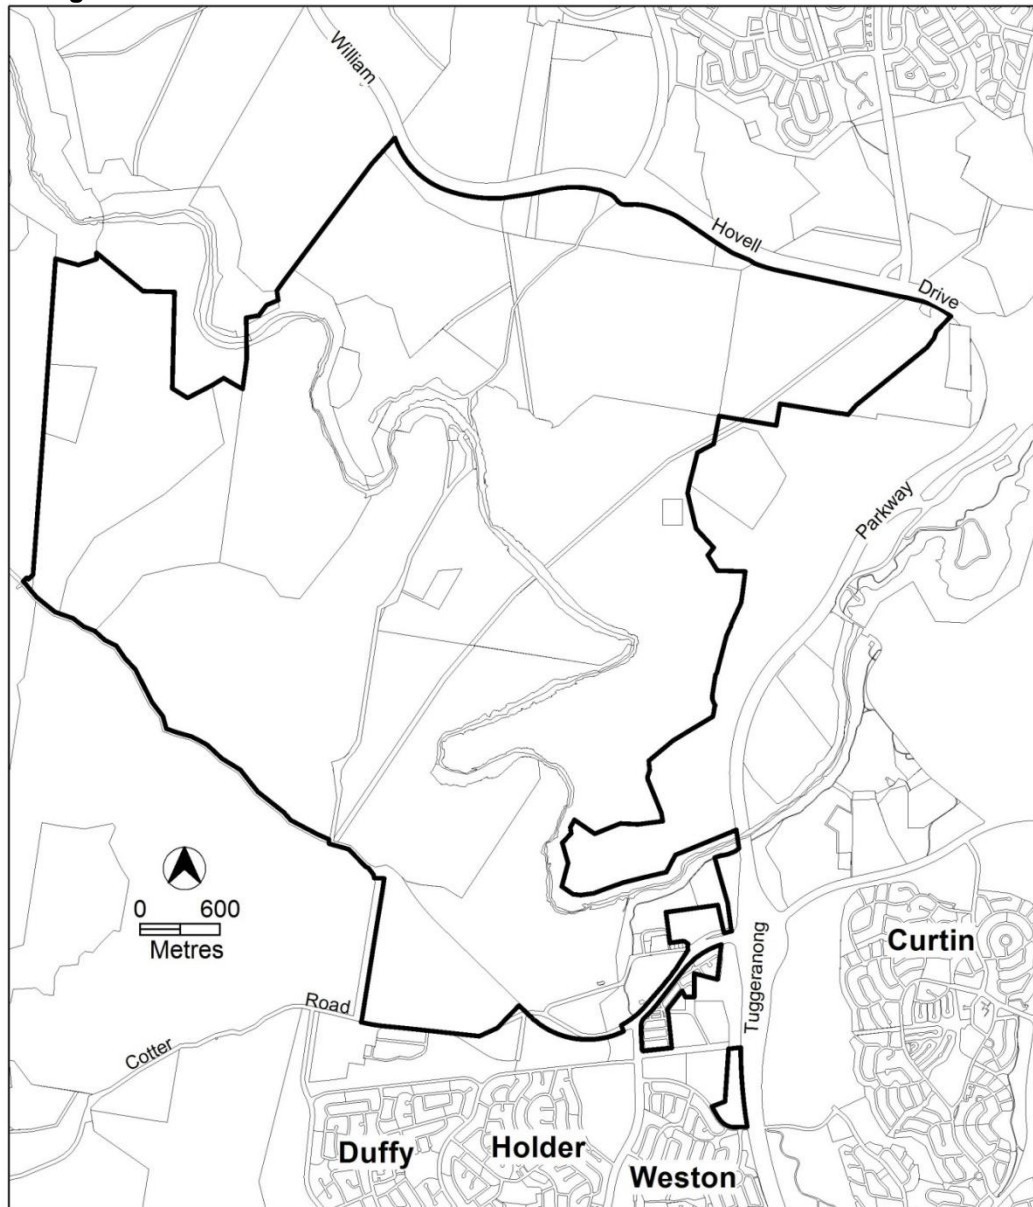 William
Hovell
Drive
Parkway
0 600
Metres
Tuggeranong
Curtin
Road
Cotter
Duffy
Holder
Weston